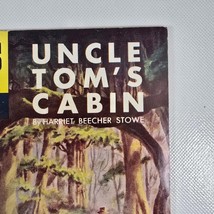 UNCLE
TOM'S
CABIN
By HARRIET BEECHER STOWE